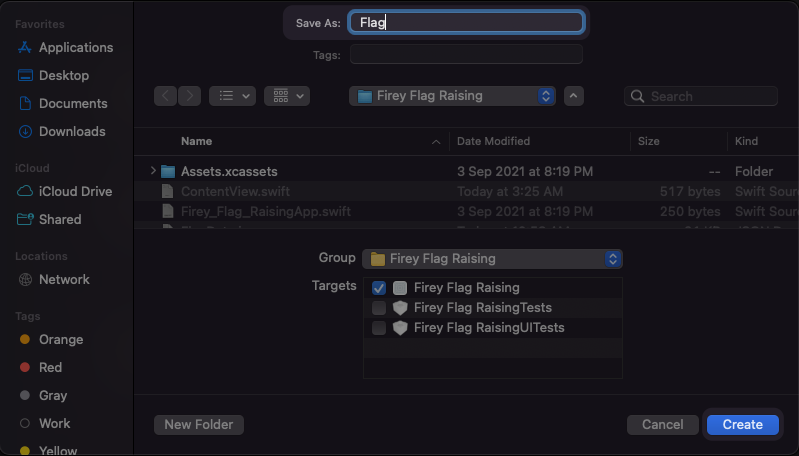 Favorites
Applications
Desktop
Documents
Downloads
iCloud
iCloud Drive
Shared
Locations
Network
Tags
Orange
Red
Gray
Work
Yellow
Save As: Flag
Tags:
Firey Flag Raising
Search
Name Date Modified Size Kind
Assets.xcassets 3 Sep 2021 at 8:19 PM -- Folder
ContentView.swift Today at 3:25 AM 517 bytes Swift Sour
Firey_Flag_RaisingApp.swift 3 Sep 2021 at 8:19 PM 250 bytes Swift Sour
Group Firey Flag Raising
Targets Firey Flag Raising
Firey Flag RaisingTests
Firey Flag RaisingUITests
New Folder Cancel Create